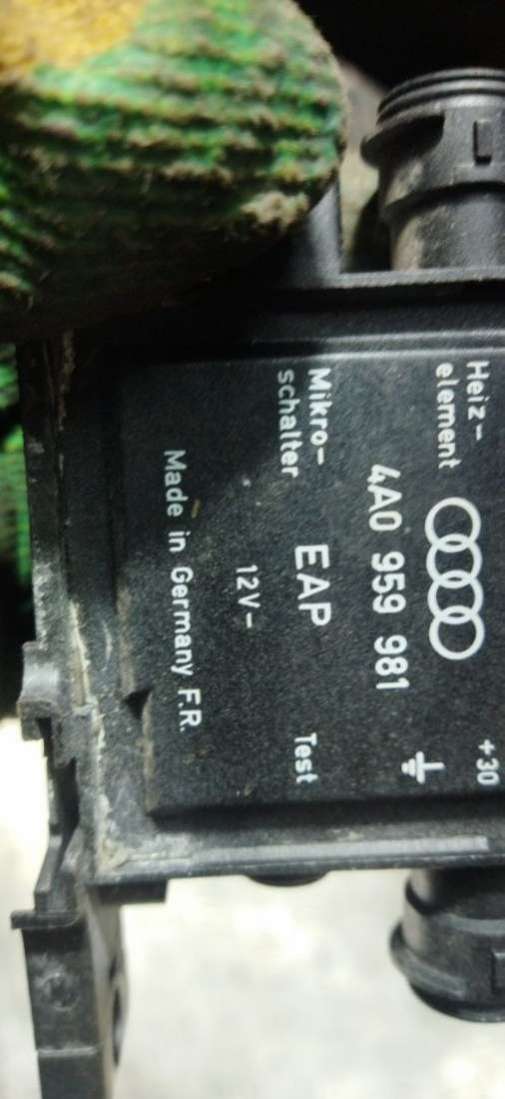 Heiz-
element
+30
⏚
4A0 959 981
Mikro-
schalter
EAP
Test
12V-
Made in Germany F.R.